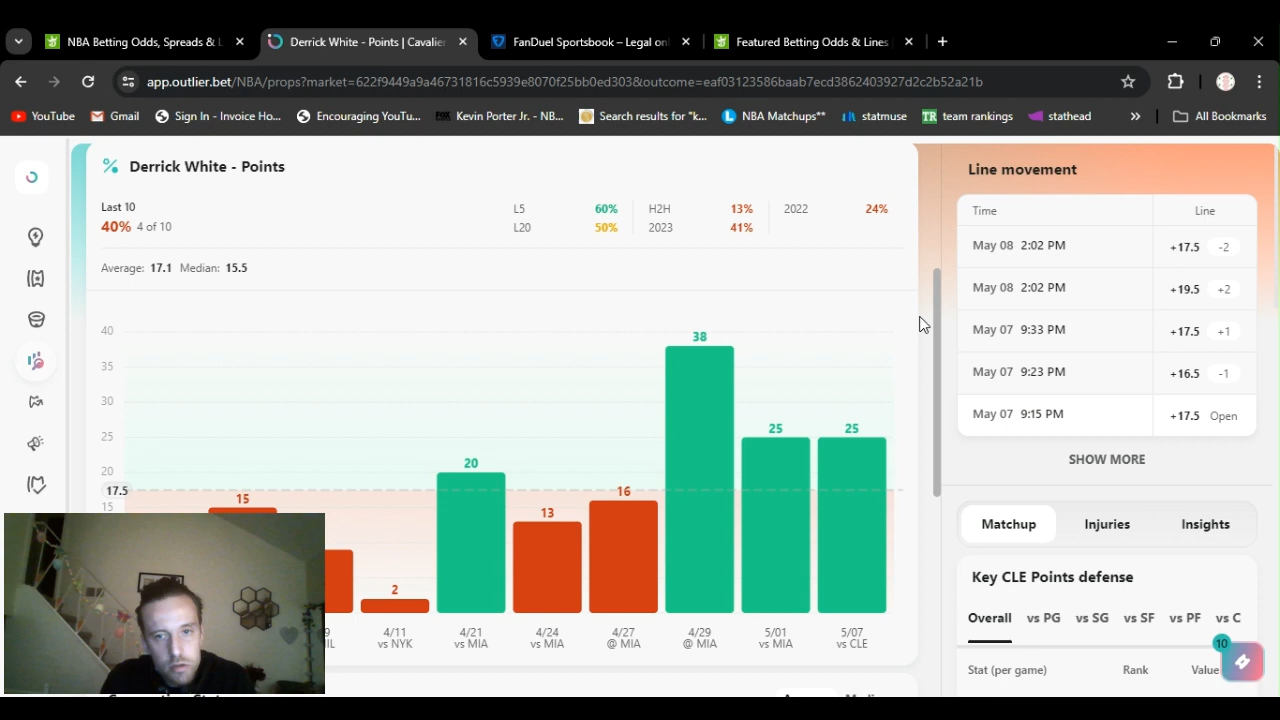 NBA Betting Odds, Spreads & L
Derrick White - Points | Cavalier
FanDuel Sportsbook – Legal onl
Featured Betting Odds & Lines
app.outlier.bet/NBA/props?market=622f9449a9a46731816c5939e8070f25bb0ed303&outcome=eaf03123586baab7ecd3862403927d2c2b52a21b
YouTube
Gmail
Sign In - Invoice Ho...
Encouraging YouTu...
Kevin Porter Jr. - NB...
Search results for "k...
NBA Matchups**
statmuse
TR team rankings
stathead
»
All Bookmarks
Derrick White - Points
Last 10
40% 4 of 10
L5 60% H2H 13% 2022 24%
L20 50% 2023 41%
Average: 17.1 Median: 15.5
40
35
30
25
20
17.5
15
15
2
20
13
16
38
25
25
4/11
vs NYK
4/21
vs MIA
4/24
vs MIA
4/27
@ MIA
4/29
@ MIA
5/01
vs MIA
5/07
vs CLE
Line movement
Time Line
May 08 2:02 PM +17.5 -2
May 08 2:02 PM +19.5 +2
May 07 9:33 PM +17.5 +1
May 07 9:23 PM +16.5 -1
May 07 9:15 PM +17.5 Open
SHOW MORE
Matchup Injuries Insights
Key CLE Points defense
Overall vs PG vs SG vs SF vs PF vs C
10
Stat (per game) Rank Value